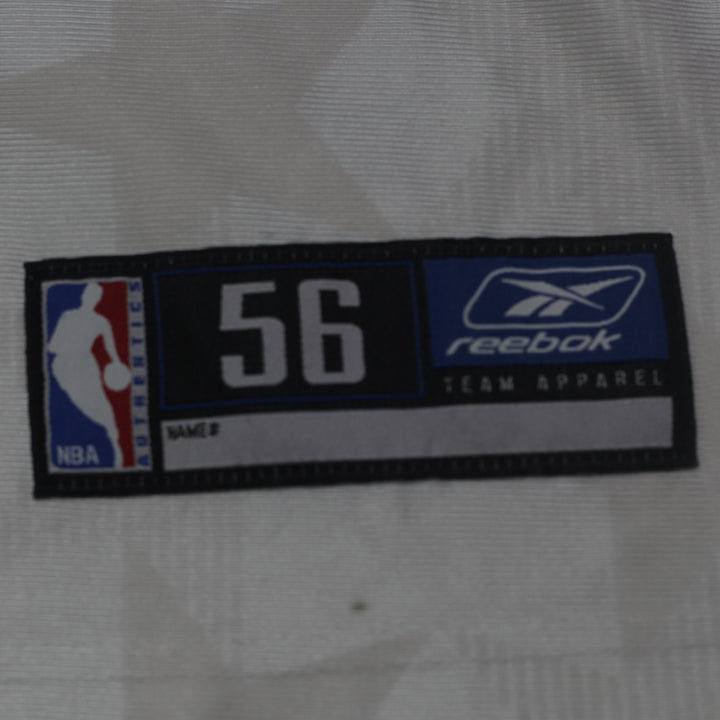 NBA
AUTHENTICS
56
Reebok
TEAM APPAREL
NAME#